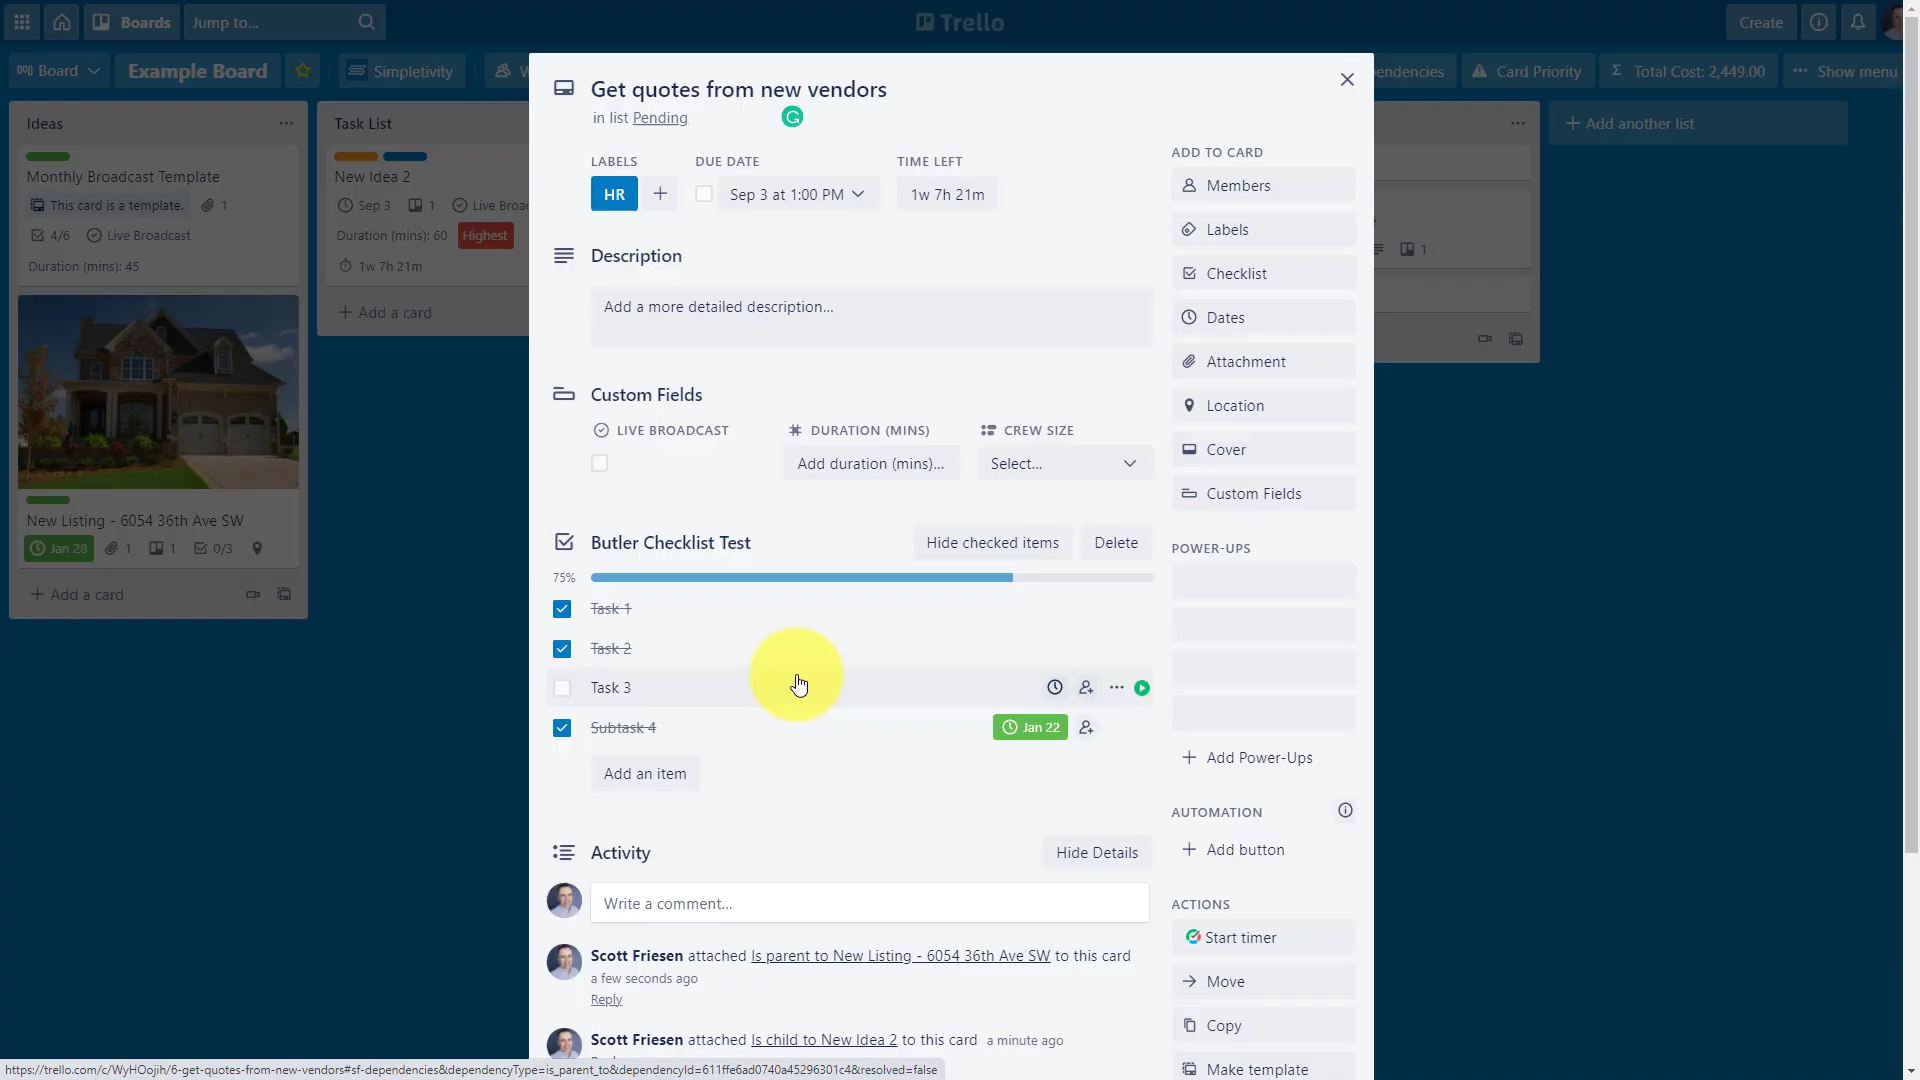 Boards
Jump to...
Trello
Create
Board
Example Board
Simpletivity
W
endencies
Card Priority
Total Cost: 2,449.00
Show menu
Ideas
Monthly Broadcast Template
This card is a template.
1
4/6
Live Broadcast
Duration (mins): 45
New Listing - 6054 36th Ave SW
Jan 28
1
1
0/3
Add a card
Task List
New Idea 2
Sep 3
1
Live Broa
Duration (mins): 60
Highest
1w 7h 21m
Add a card
Get quotes from new vendors
in list Pending
LABELS
DUE DATE
TIME LEFT
HR
Sep 3 at 1:00 PM
1w 7h 21m
Description
Add a more detailed description...
Custom Fields
LIVE BROADCAST
DURATION (MINS)
CREW SIZE
Add duration (mins)...
Select...
Butler Checklist Test
Hide checked items
Delete
75%
Task 1
Task 2
Task 3
Subtask 4
Jan 22
Add an item
Activity
Hide Details
Write a comment...
Scott Friesen attached Is parent to New Listing - 6054 36th Ave SW to this card
a few seconds ago
Reply
Scott Friesen attached Is child to New Idea 2 to this card a minute ago
ADD TO CARD
Members
Labels
Checklist
Dates
Attachment
Location
Cover
Custom Fields
POWER-UPS
Add Power-Ups
AUTOMATION
Add button
ACTIONS
Start timer
Move
Copy
Make template
1
Add another list
https://trello.com/c/WyHOojih/6-get-quotes-from-new-vendors#sf-dependencies&dependencyType=is_parent_to&dependencyId=611ffe6ad0740a45296301c4&resolved=false